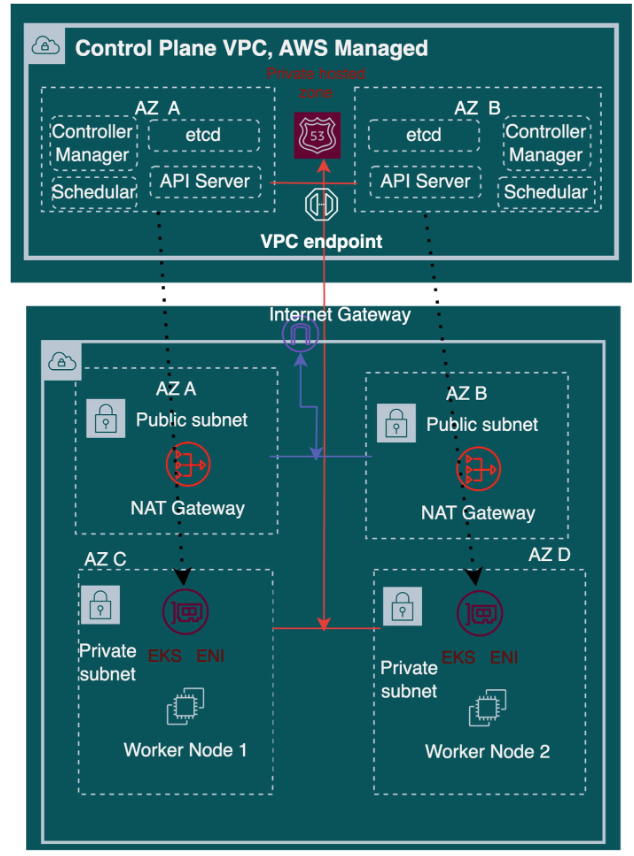 Control Plane VPC, AWS Managed
Private hosted
zone
AZ A
Controller
Manager
etcd
Schedular
API Server
53
AZ B
etcd
Controller
Manager
API Server
Schedular
VPC endpoint
Internet Gateway
AZ A
Public subnet
NAT Gateway
AZ B
Public subnet
NAT Gateway
AZ C
Private
subnet
EKS ENI
Worker Node 1
AZ D
Private
subnet
EKS ENI
Worker Node 2